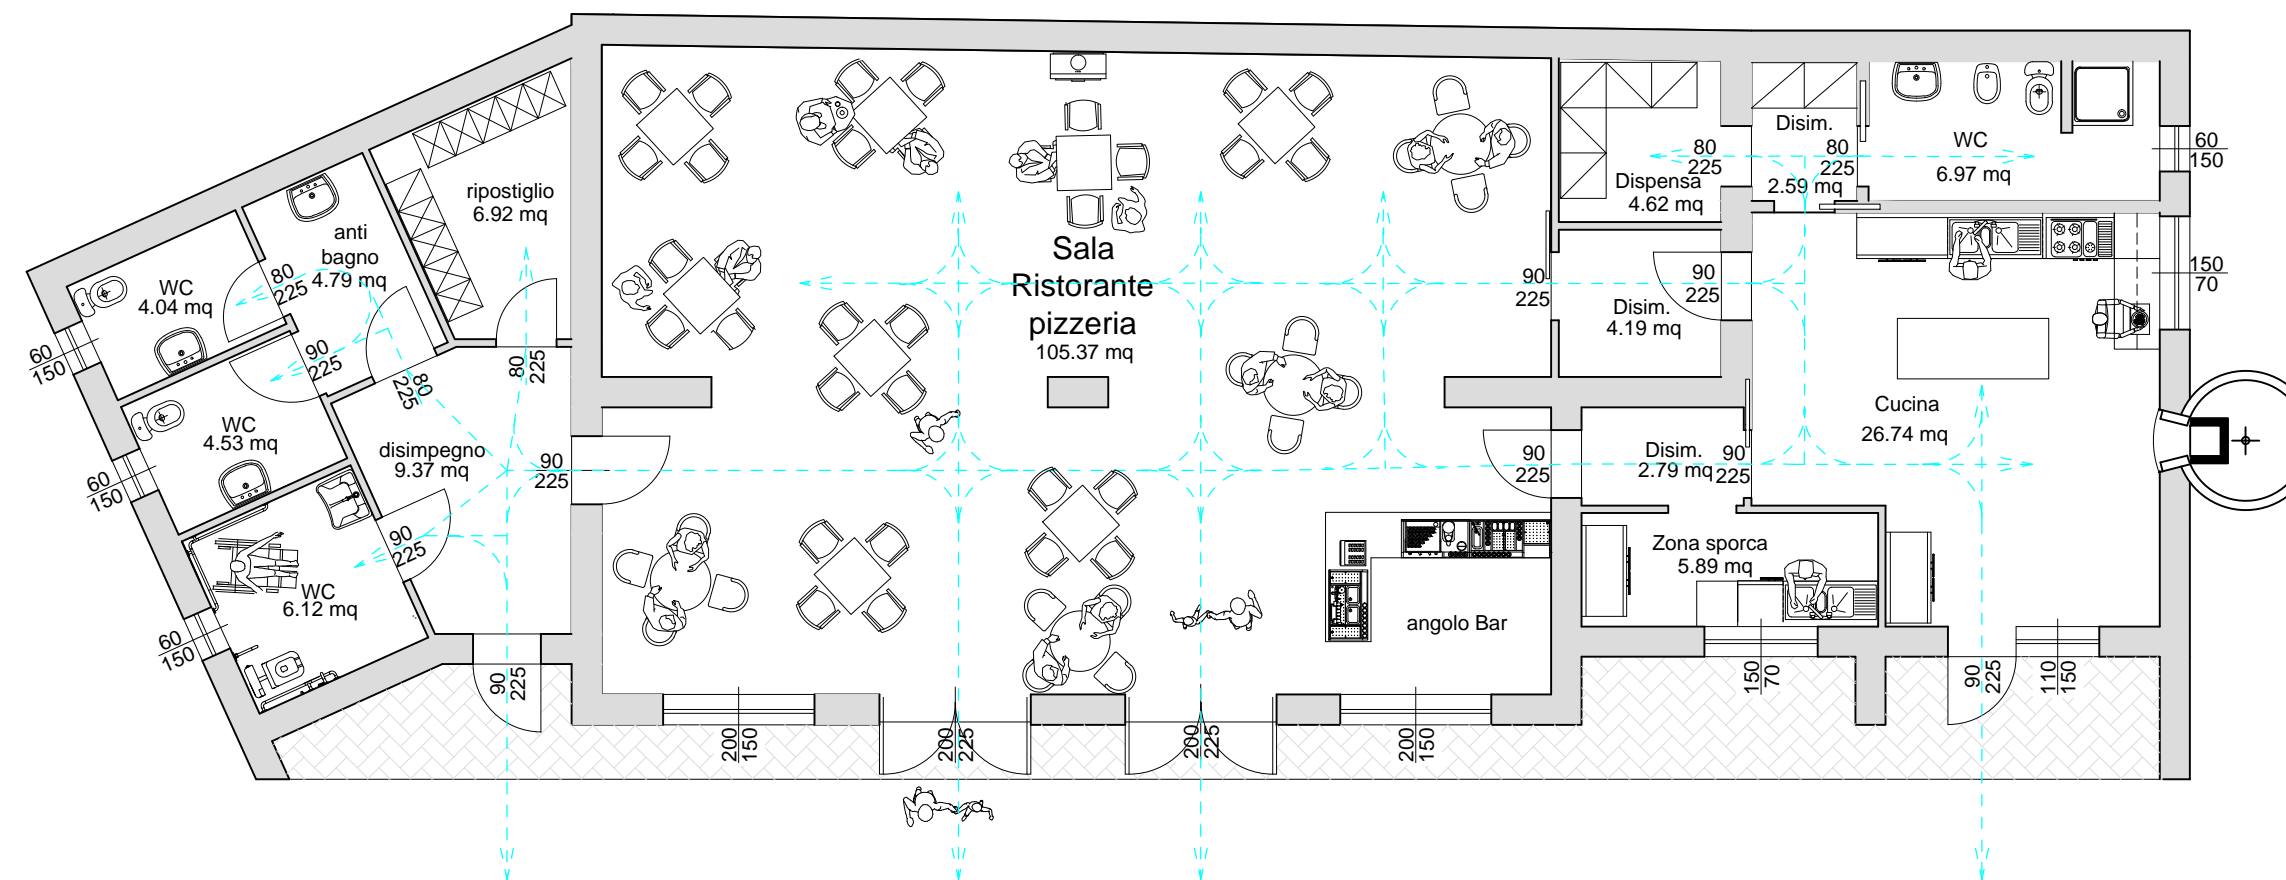 ripostiglio
6.92 mq
anti
bagno
4.79 mq
80
225
WC
4.04 mq
80
225
60
150
90
225
80
225
80
225
WC
4.53 mq
60
150
disimpegno
9.37 mq
90
225
90
225
WC
6.12 mq
60
150
90
225
Sala
Ristorante
pizzeria
105.37 mq
200
150
200
225
200
225
200
150
angolo Bar
90
225
90
225
Dispensa
4.62 mq
80
225
Disim.
2.59 mq
80
225
WC
6.97 mq
60
150
Disim.
4.19 mq
90
225
150
70
Cucina
26.74 mq
Disim.
2.79 mq
90
225
Zona sporca
5.89 mq
150
70
90
225
110
150